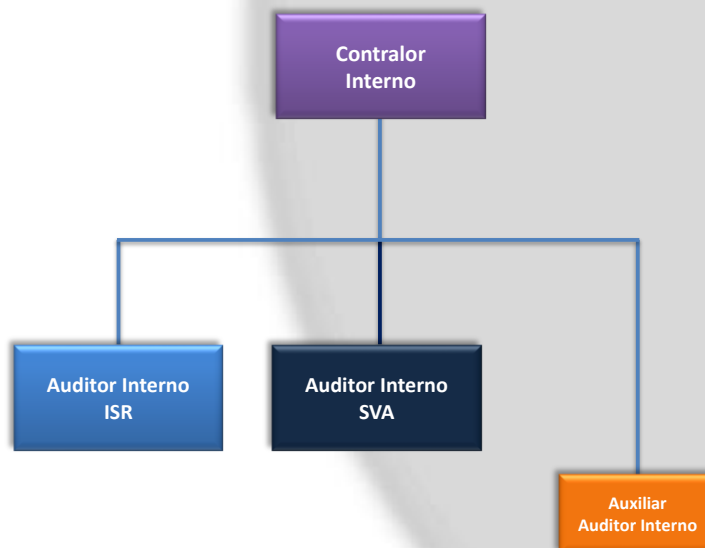 Contralor
Interno
Auditor Interno
ISR
Auditor Interno
SVA
Auxiliar
Auditor Interno